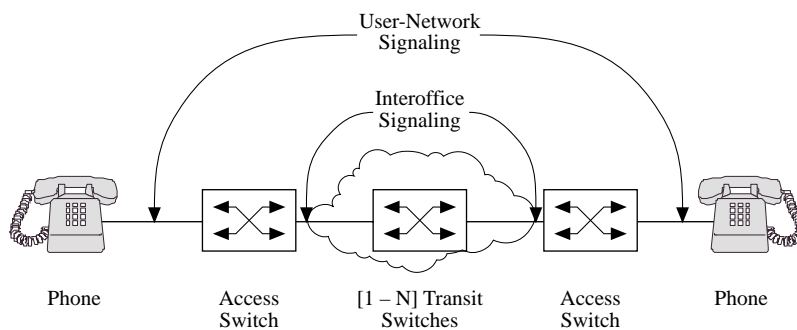 User-Network
Signaling
Interoffice
Signaling
Phone
Access
Switch
[1 – N] Transit
Switches
Access
Switch
Phone